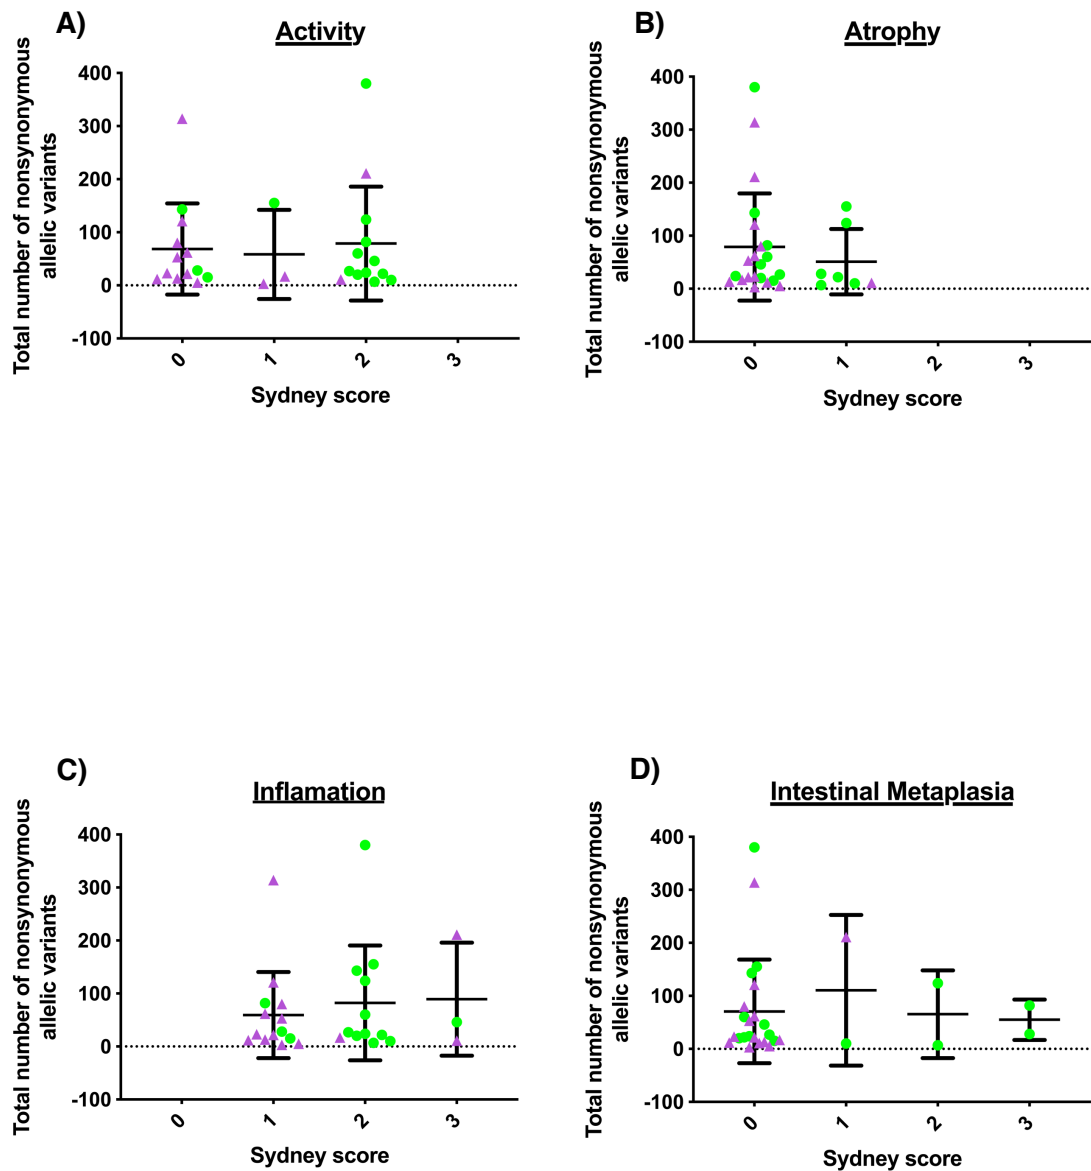 A)
Activity
Total number of nonsynonymous
allelic variants
400
300
200
100
0
-100
0 1 2 3
Sydney score
B)
Atrophy
Total number of nonsynonymous
allelic variants
400
300
200
100
0
-100
0 1 2 3
Sydney score
C)
Inflamation
Total number of nonsynonymous
allelic variants
400
300
200
100
0
-100
0 1 2 3
Sydney score
D)
Intestinal Metaplasia
Total number of nonsynonymous
allelic variants
400
300
200
100
0
-100
0 1 2 3
Sydney score